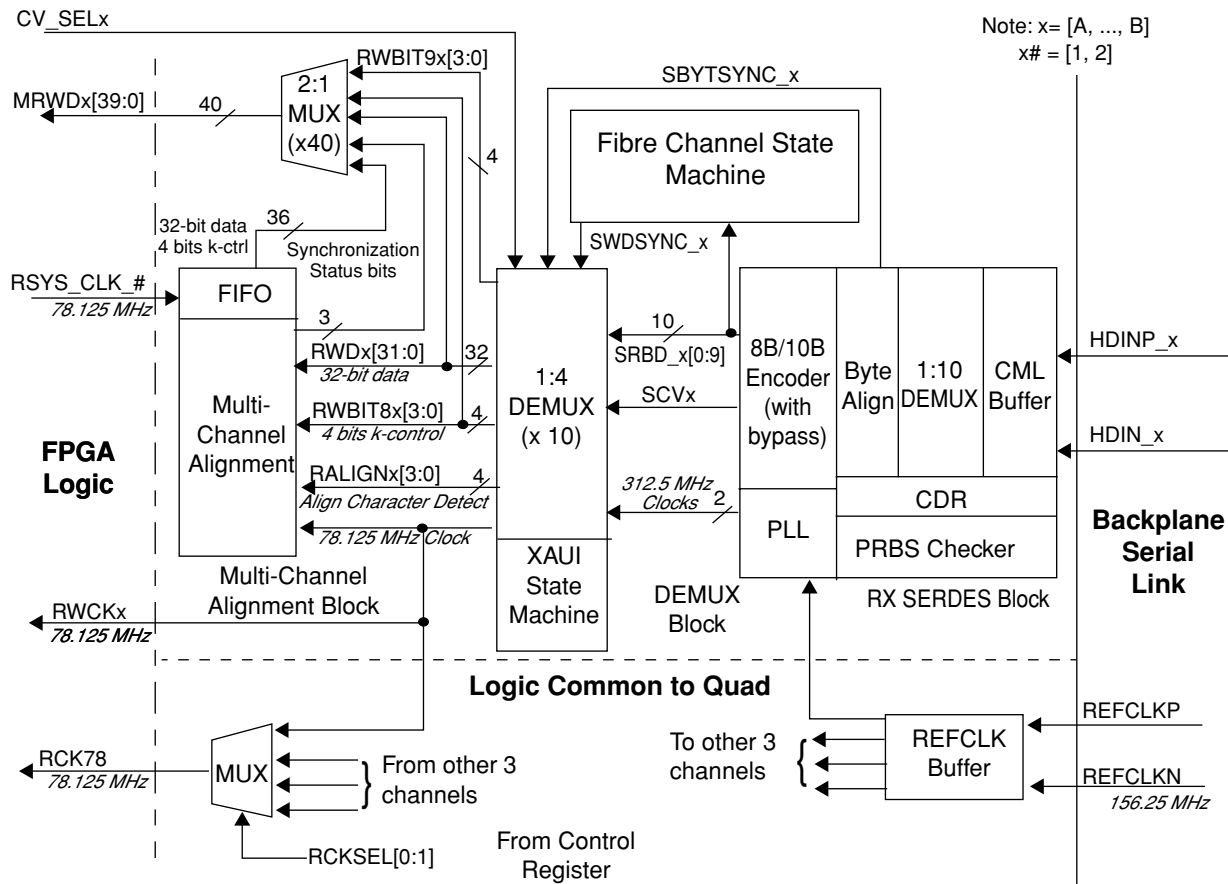 CV_SELx
Note: x= [A, ..., B]
x# = [1, 2]
RWBIT9x[3:0]
SBYTSYNC_x
MRWDx[39:0]
40
2:1
MUX
(x40)
4
Fibre Channel State
Machine
32-bit data
4 bits k-ctrl
36
Synchronization
Status bits
SWDSYNC_x
RSYS_CLK_#
78.125 MHz
FIFO
3
RWDx[31:0]
32
32-bit data
10
SRBD_x[0:9]
8B/10B
Encoder
(with
bypass)
Byte
Align
1:10
DEMUX
CML
Buffer
HDINP_x
1:4
DEMUX
(x 10)
SCVx
Multi-
Channel
Alignment
RWBIT8x[3:0]
4
4 bits k-control
HDIN_x
FPGA
Logic
RALIGNx[3:0]
4
Align Character Detect
312.5 MHz
Clocks
2
CDR
78.125 MHz Clock
PLL
PRBS Checker
Backplane
Serial
Link
XAUI
State
Machine
Multi-Channel
Alignment Block
DEMUX
Block
RX SERDES Block
RWCKx
78.125 MHz
Logic Common to Quad
REFCLKP
RCK78
78.125 MHz
MUX
From other 3
channels
To other 3
channels
REFCLK
Buffer
REFCLKN
156.25 MHz
RCKSEL[0:1]
From Control
Register